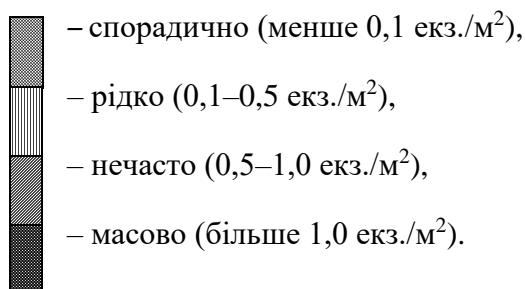 – спорадично (менше 0,1 екз./м²),
– рідко (0,1–0,5 екз./м²),
– нечасто (0,5–1,0 екз./м²),
– масово (більше 1,0 екз./м²).